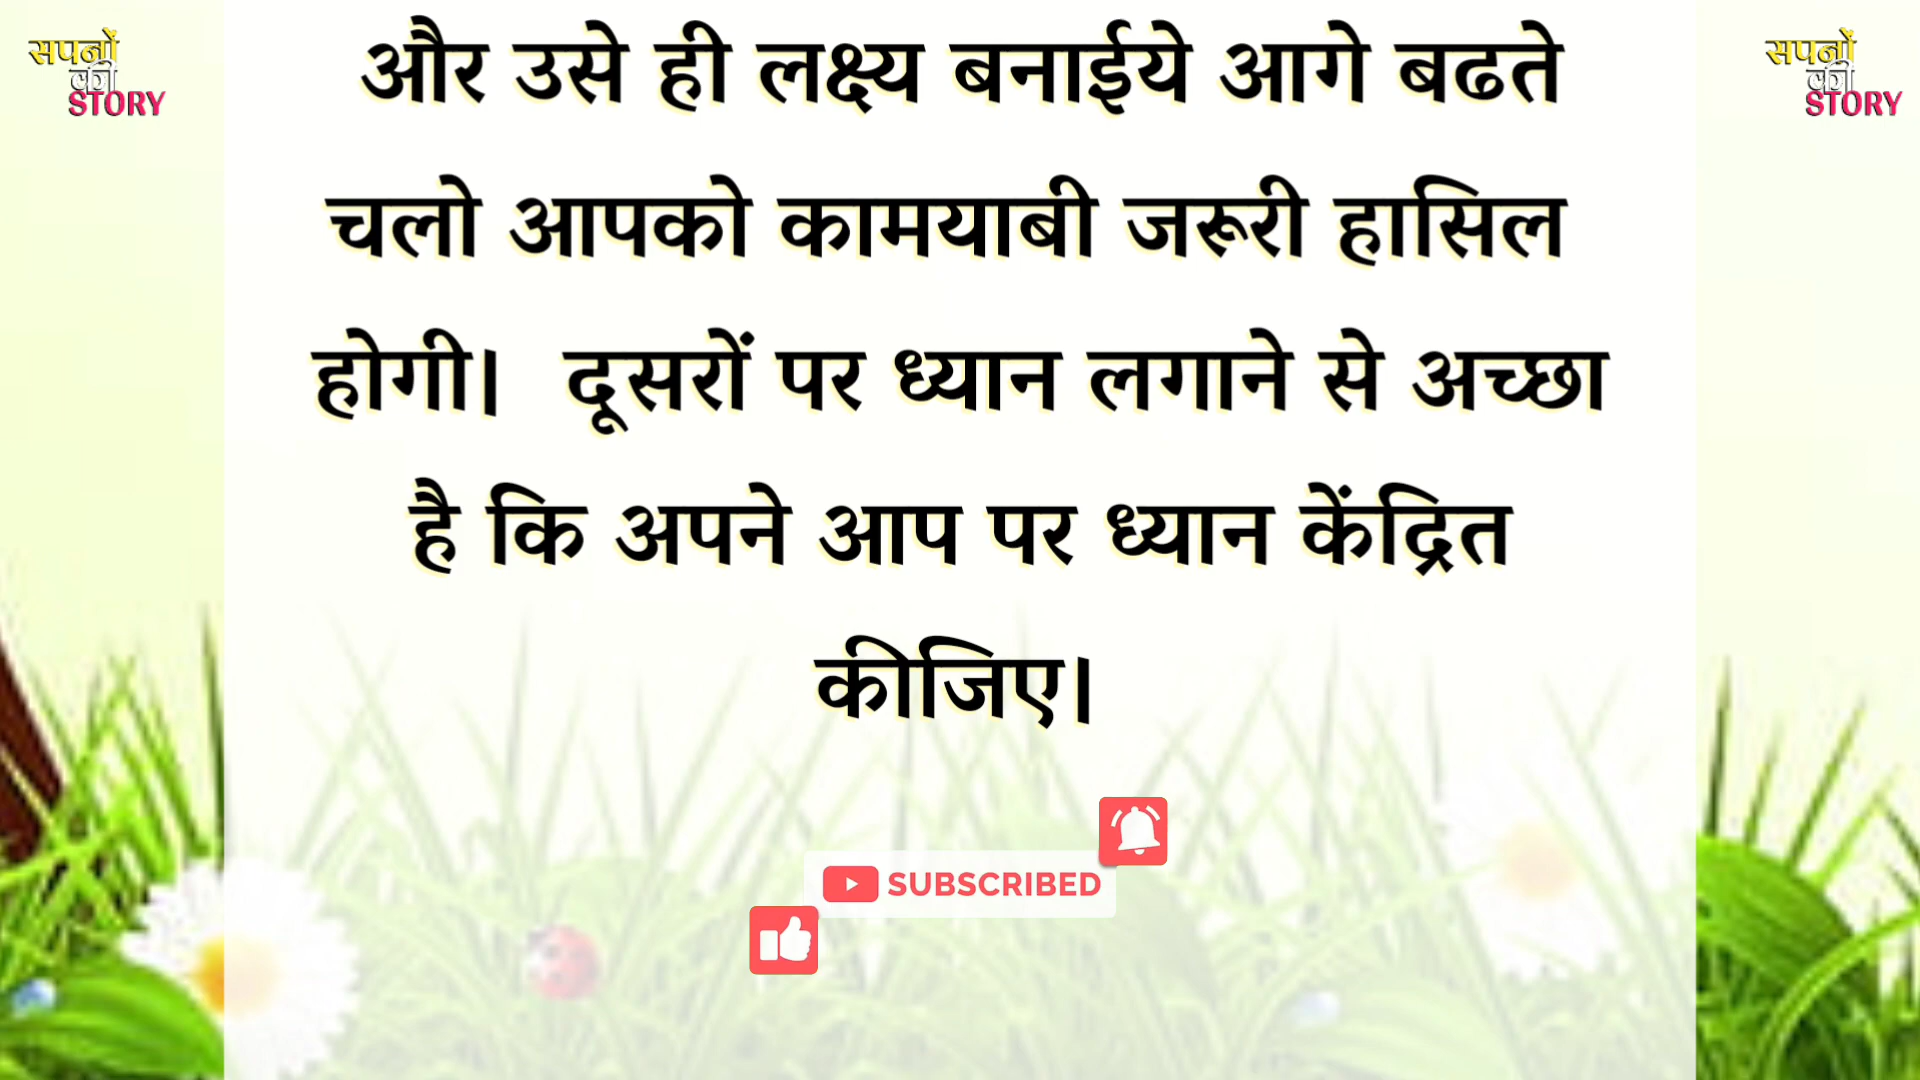 सपनों
की
STORY
और उसे ही लक्ष्य बनाईये आगे बढते
चलो आपको कामयाबी जरूरी हासिल
होगी। दूसरों पर ध्यान लगाने से अच्छा
है कि अपने आप पर ध्यान केंद्रित
कीजिए।
सपनों
की
STORY
SUBSCRIBED